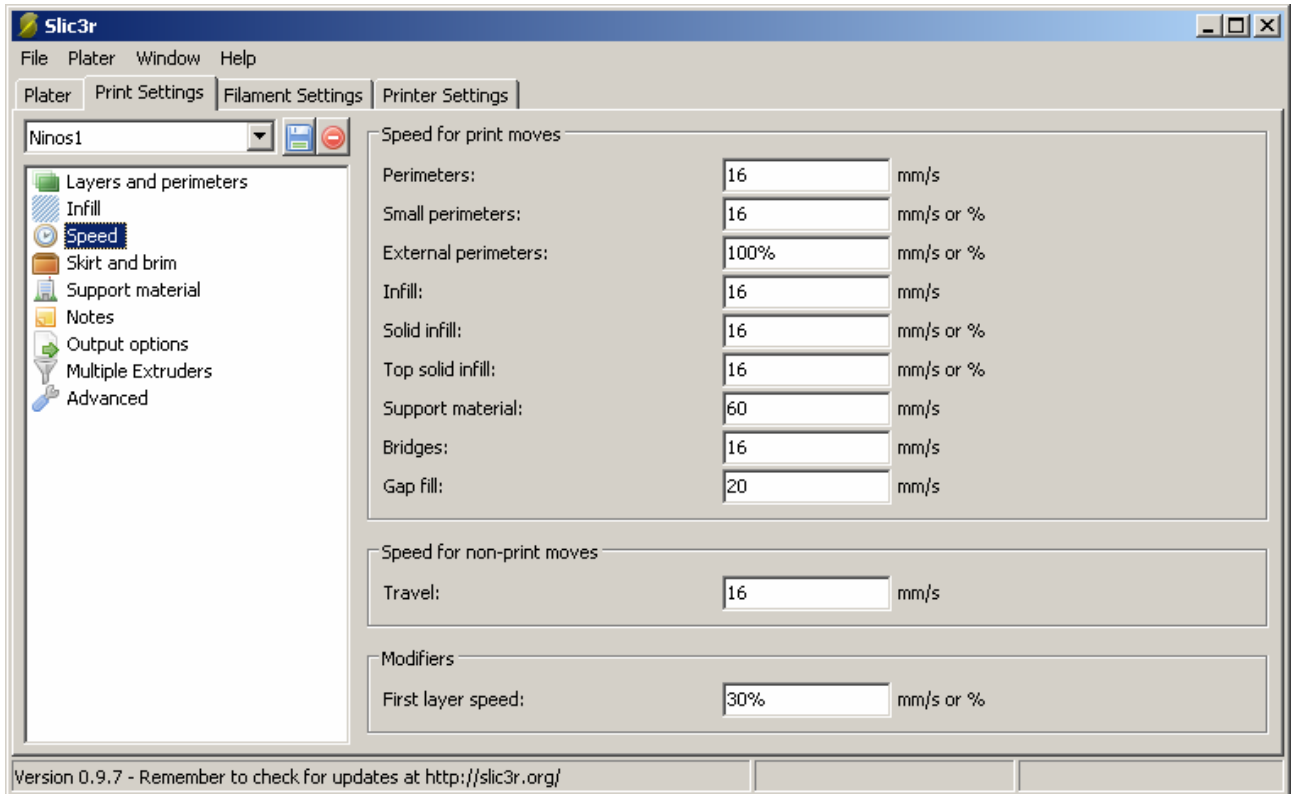 Slic3r
File Plater Window Help
Plater Print Settings Filament Settings Printer Settings
Ninos1
Layers and perimeters
Infill
Speed
Skirt and brim
Support material
Notes
Output options
Multiple Extruders
Advanced
Speed for print moves
Perimeters: 16 mm/s
Small perimeters: 16 mm/s or %
External perimeters: 100% mm/s or %
Infill: 16 mm/s
Solid infill: 16 mm/s or %
Top solid infill: 16 mm/s or %
Support material: 60 mm/s
Bridges: 16 mm/s
Gap fill: 20 mm/s
Speed for non-print moves
Travel: 16 mm/s
Modifiers
First layer speed: 30% mm/s or %
Version 0.9.7 - Remember to check for updates at http://slic3r.org/